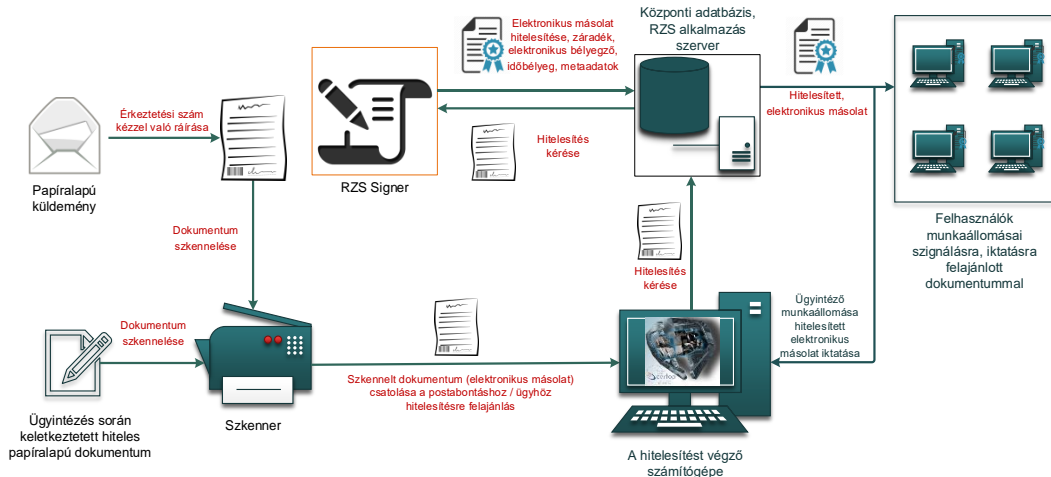 Központi adatbázis,
RZS alkalmazás
szerver
Elektronikus másolat
hitelesítése, záradék,
elektronikus bélyegző,
időbélyeg, metaadatok
Érkeztetési szám
kézzel való ráírása
Hitelesített,
elektronikus másolat
Hitelesítés
kérése
Papíralapú
küldemény
RZS Signer
Felhasználók
munkaállomásai
szignálásra, iktatásra
felajánlott
dokumentummal
Dokumentum
szkennelése
Hitelesítés
kérése
Ügyintéző
munkaállomása
hitelesített
elektronikus
másolat iktatása
Dokumentum
szkennelése
Szkennelt dokumentum (elektronikus másolat)
csatolása a postabontáshoz / ügyhöz
hitelesítésre felajánlás
Ügyintézés során
keletkeztetett hiteles
papíralapú dokumentum
Szkenner
A hitelesítést végző
számítógépe